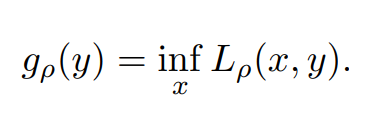 g_ρ(y) = inf_x L_ρ(x, y).